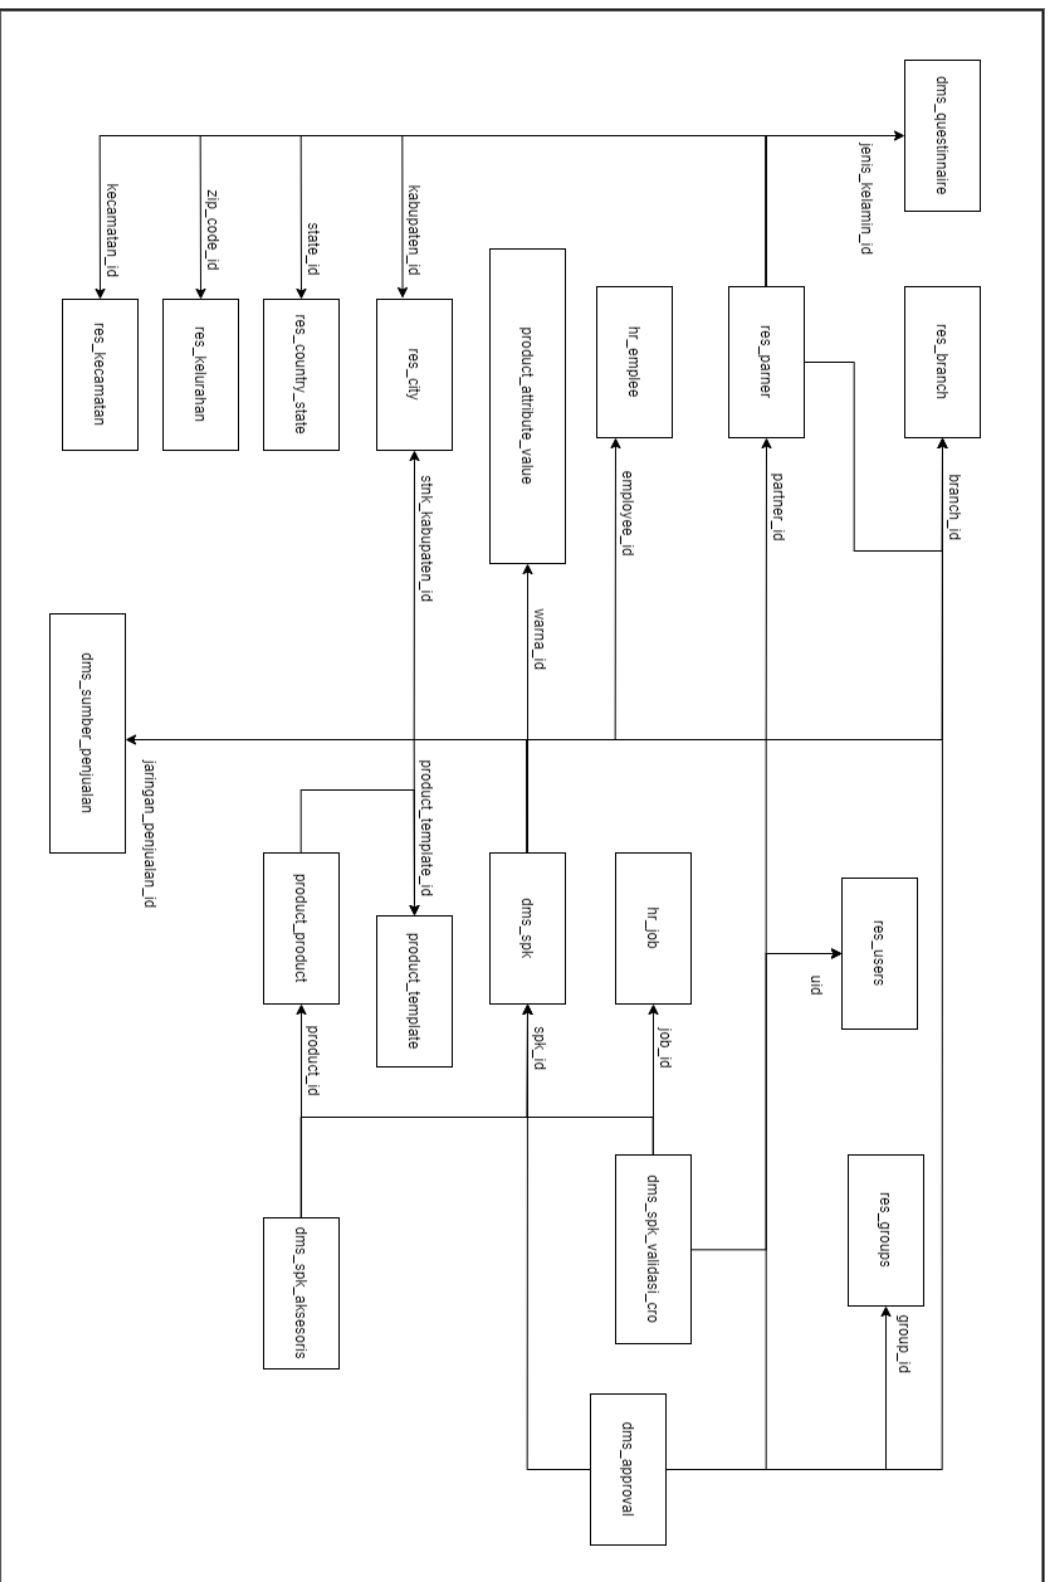 dms_questinnaire
jenis_kelamin_id
res_branch
branch_id
res_parner
partner_id
hr_emplee
employee_id
product_attribute_value
warna_id
kabupaten_id
res_city
stnk_kabupaten_id
state_id
res_country_state
zip_code_id
res_kelurahan
kecamatan_id
res_kecamatan
dms_sumber_penjualan
jaringan_penjualan_id
product_template_id
product_template
product_product
product_id
dms_spk
spk_id
hr_job
job_id
res_users
uid
res_groups
group_id
dms_spk_validasi_cro
dms_spk_aksesoris
dms_approval